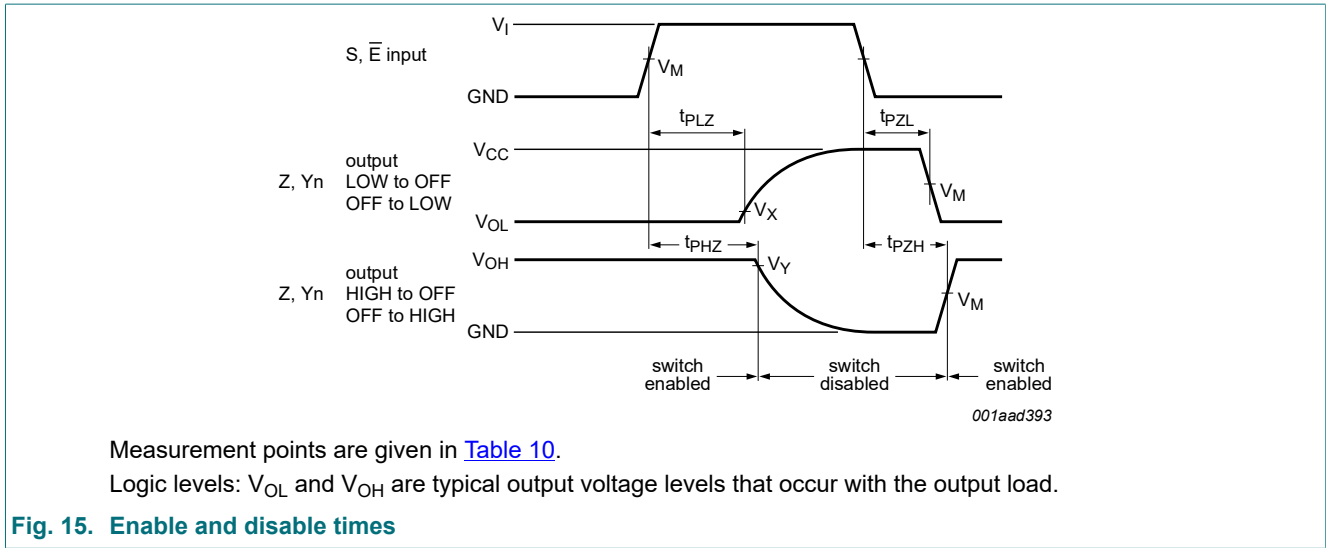 V_I
S, E̅ input
V_M
GND
t_PLZ
t_PZL
V_CC
output
Z, Yn LOW to OFF
OFF to LOW
V_M
V_X
V_OL
t_PHZ
t_PZH
V_OH
V_Y
output
Z, Yn HIGH to OFF
OFF to HIGH
V_M
GND
switch enabled
switch disabled
switch enabled
001aad393
Measurement points are given in Table 10.
Logic levels: V_OL and V_OH are typical output voltage levels that occur with the output load.
Fig. 15. Enable and disable times